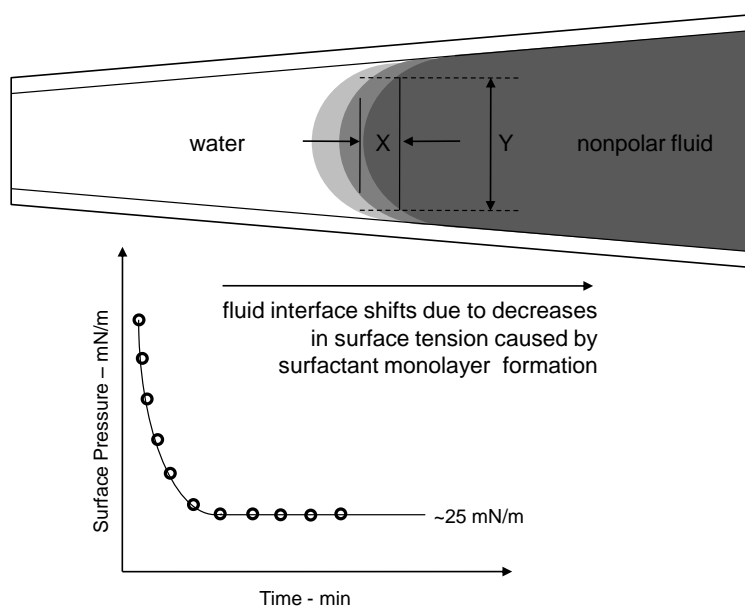 water
X
Y
nonpolar fluid
fluid interface shifts due to decreases
in surface tension caused by
surfactant monolayer formation
Surface Pressure – mN/m
~25 mN/m
Time - min